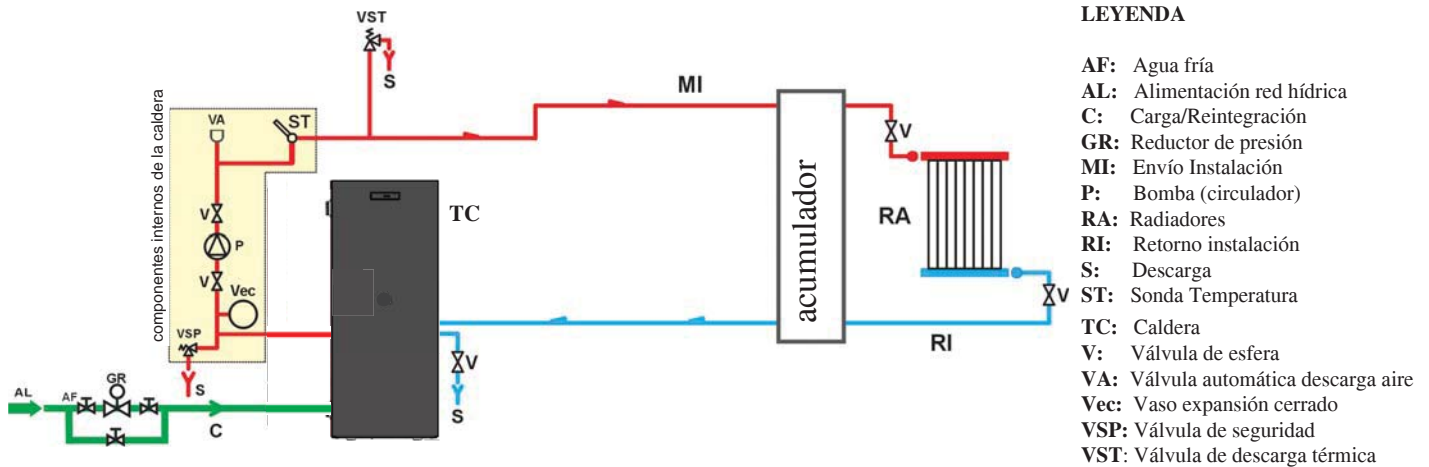 VST
S
MI
componentes internos de la caldera
VA
ST
V
P
V
Vec
VSP
S
TC
acumulador
V
RA
V
RI
V
S
AL
AF
GR
C
LEYENDA
AF: Agua fría
AL: Alimentación red hídrica
C: Carga/Reintegración
GR: Reductor de presión
MI: Envío Instalación
P: Bomba (circulador)
RA: Radiadores
RI: Retorno instalación
S: Descarga
ST: Sonda Temperatura
TC: Caldera
V: Válvula de esfera
VA: Válvula automática descarga aire
Vec: Vaso expansión cerrado
VSP: Válvula de seguridad
VST: Válvula de descarga térmica